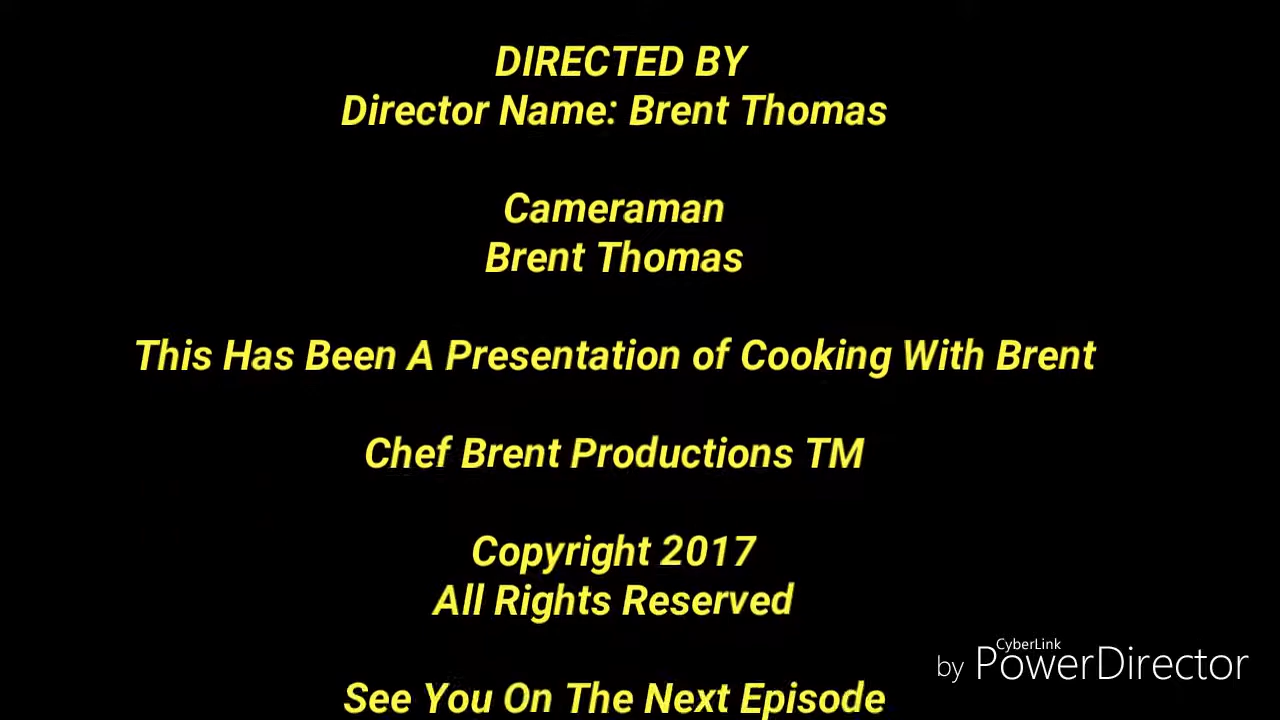 DIRECTED BY
Director Name: Brent Thomas
Cameraman
Brent Thomas
This Has Been A Presentation of Cooking With Brent
Chef Brent Productions TM
Copyright 2017
All Rights Reserved
See You On The Next Episode
CyberLink
by PowerDirector